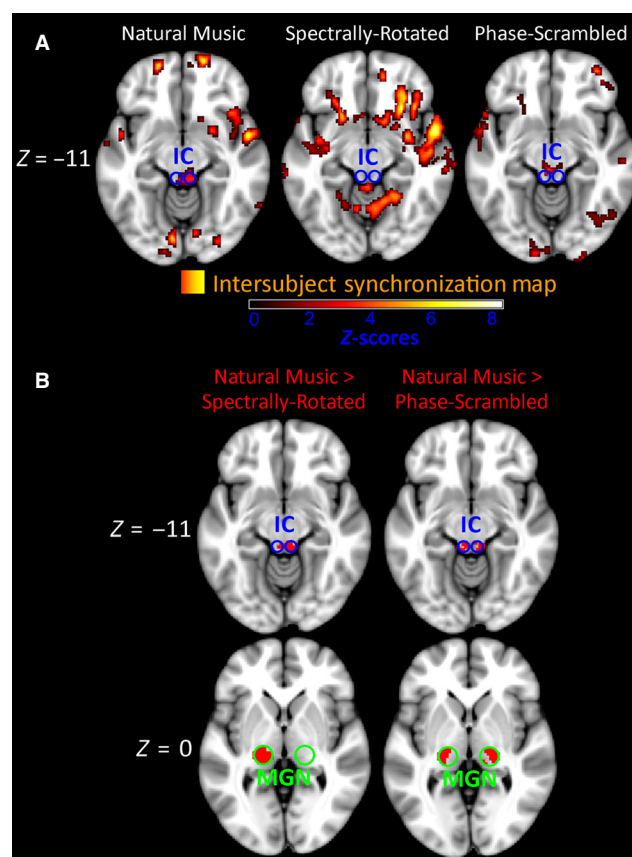 A
Natural Music Spectrally-Rotated Phase-Scrambled
IC IC IC
Z = −11
Intersubject synchronization map
0 2 4 6 8
Z-scores
B
Natural Music > Natural Music >
Spectrally-Rotated Phase-Scrambled
IC IC
Z = −11
Z = 0
MGN MGN